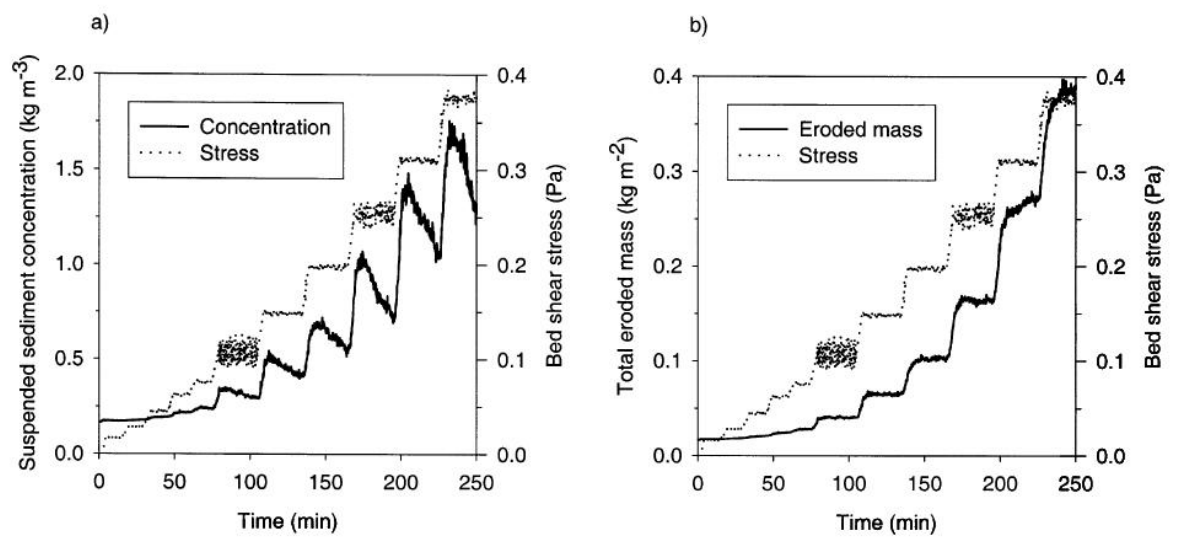 a)
Suspended sediment concentration (kg m⁻³)
2.0
1.5
1.0
0.5
0.0
Concentration
Stress
0.4
0.3
0.2
0.1
0.0
Bed shear stress (Pa)
0
50
100
150
200
250
Time (min)
b)
Total eroded mass (kg m⁻²)
0.4
0.3
0.2
0.1
0.0
Eroded mass
Stress
0.4
0.3
0.2
0.1
0.0
Bed shear stress (Pa)
0
50
100
150
200
250
Time (min)